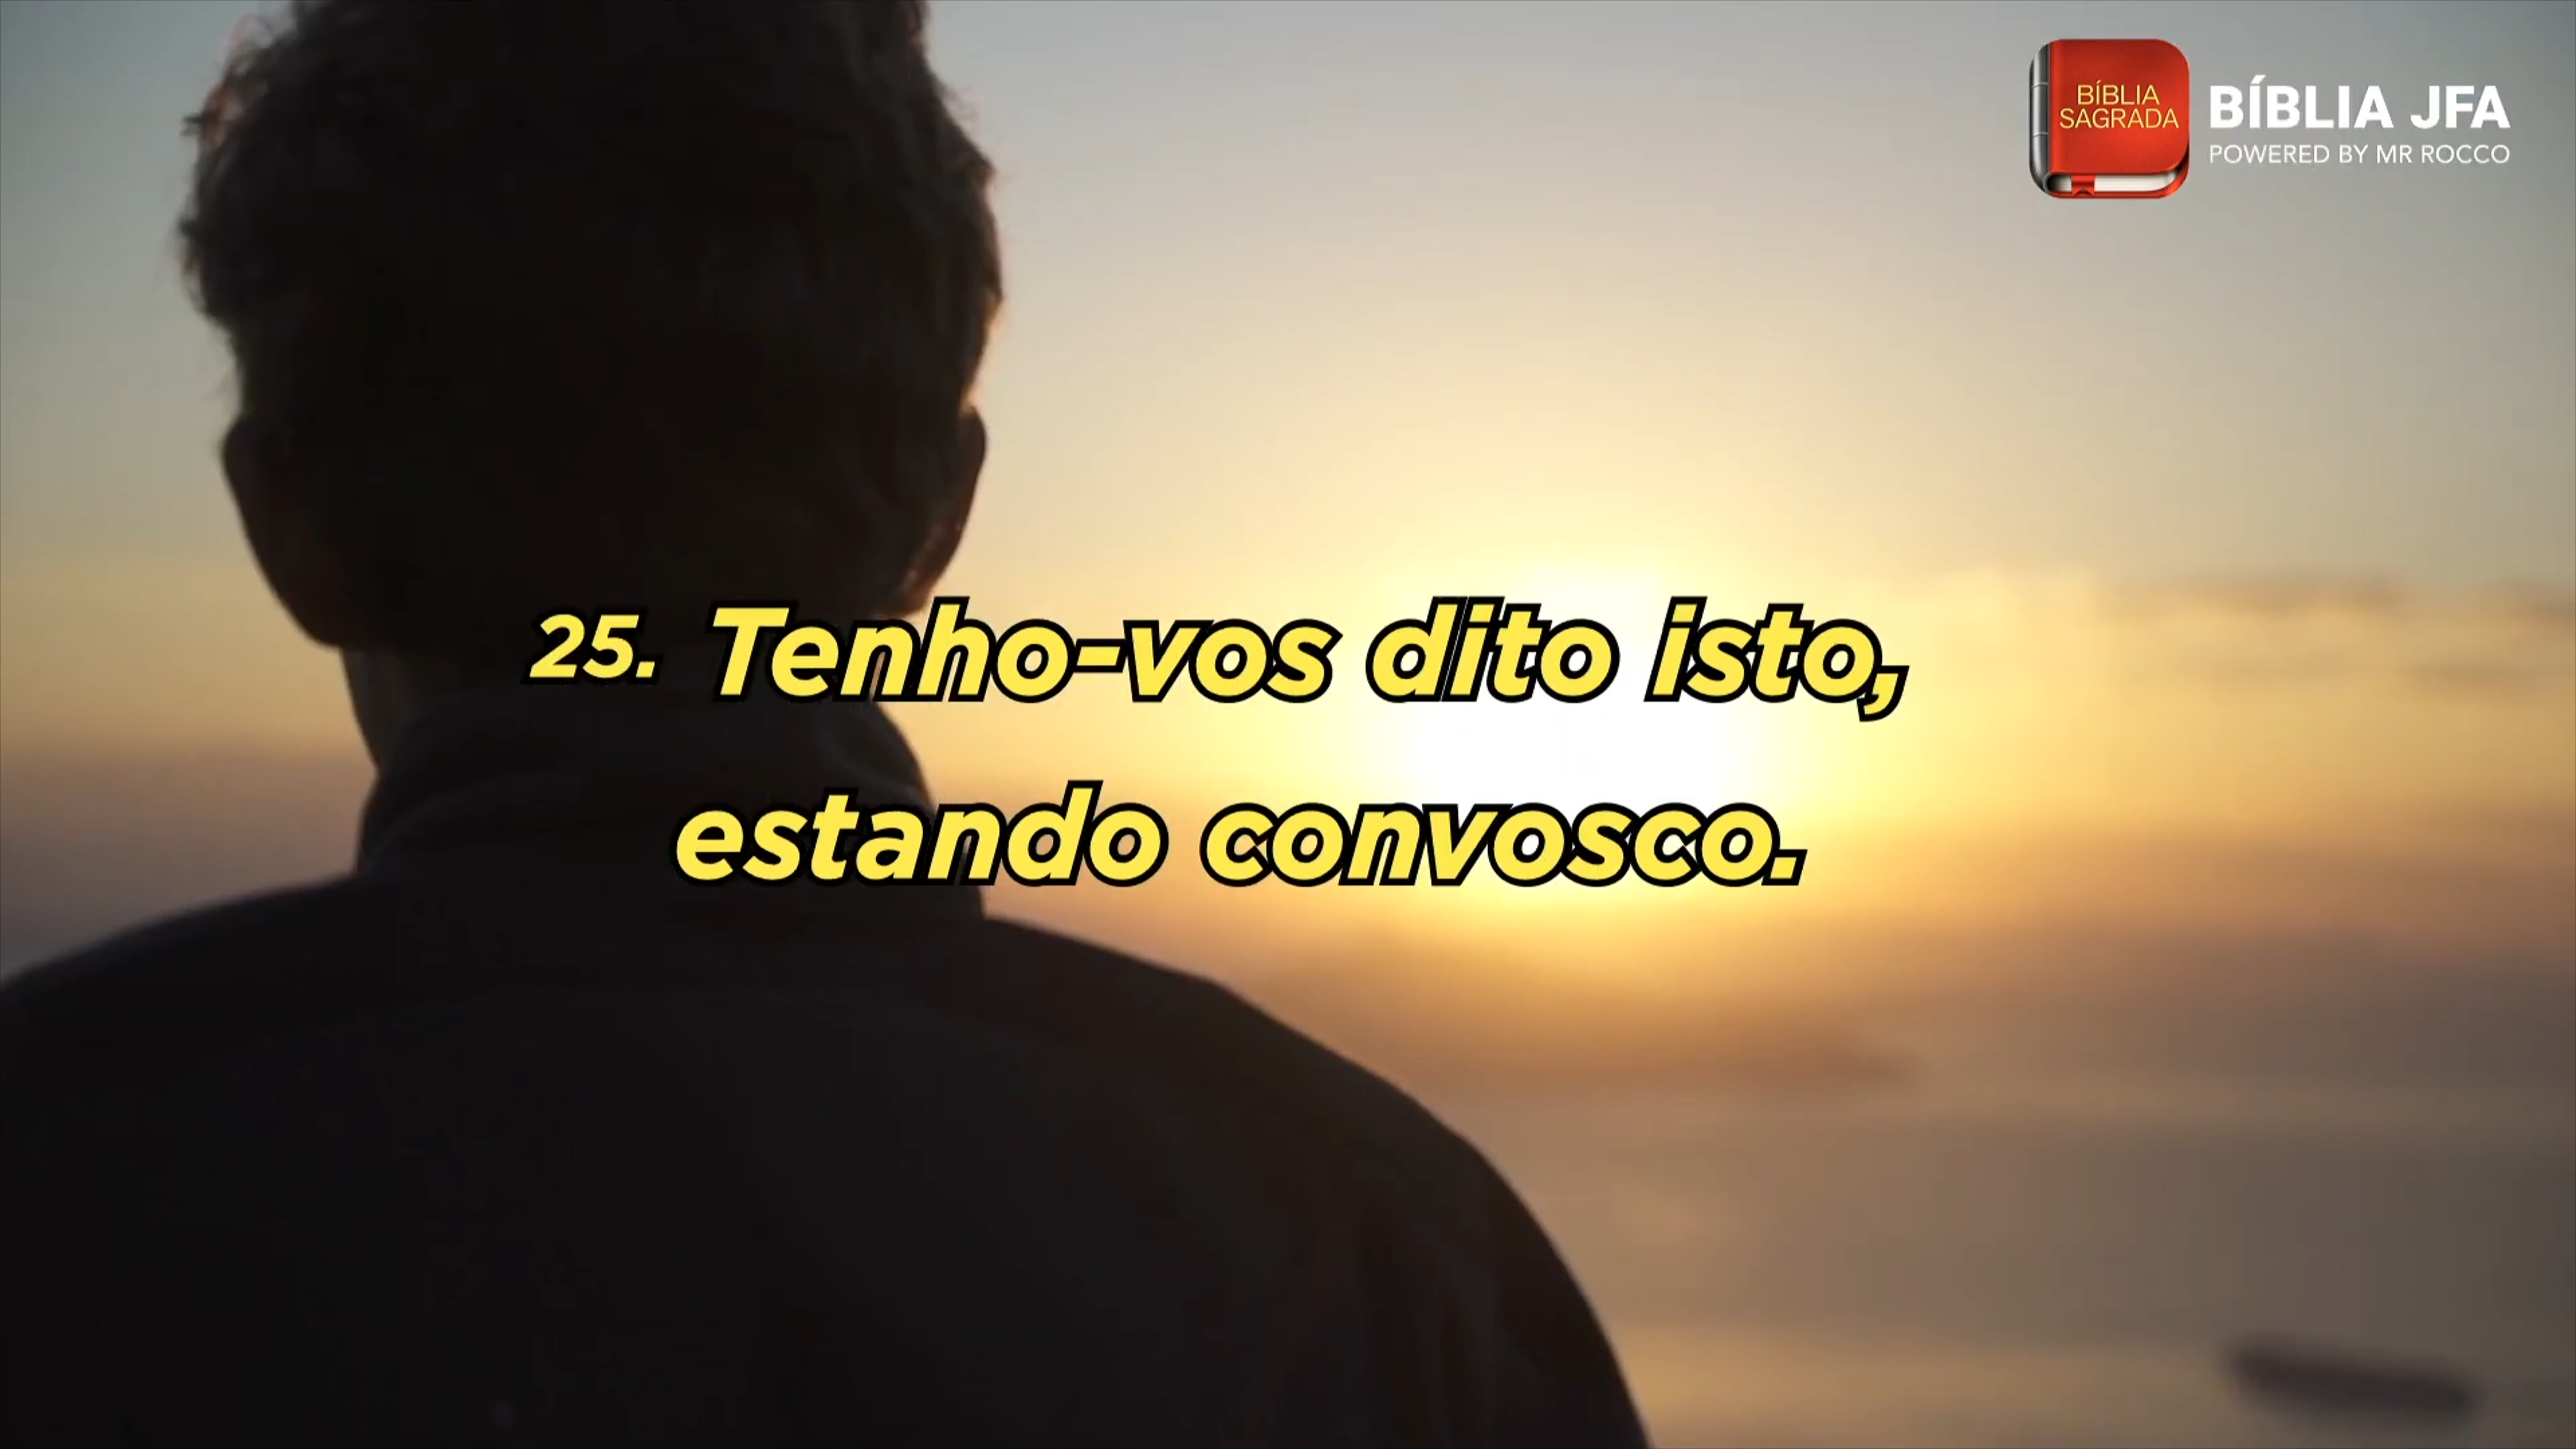 BÍBLIA
SAGRADA
BÍBLIA JFA
POWERED BY MR ROCCO
25. Tenho-vos dito isto,
estando convosco.